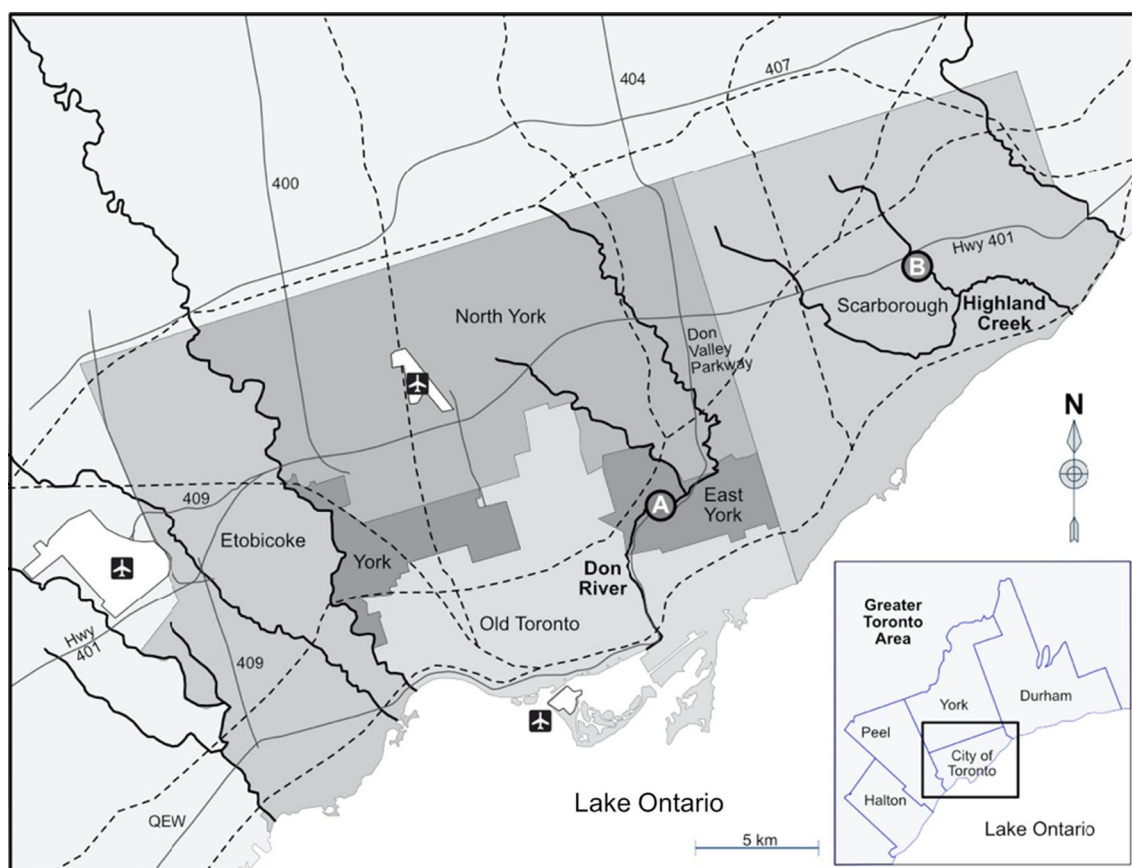 407
404
400
Hwy 401
B
Scarborough
Highland
Creek
North York
Don
Valley
Parkway
N
409
A
East
York
Etobicoke
York
Don
River
Old Toronto
Hwy
401
409
QEW
Lake Ontario
5 km
Greater
Toronto
Area
Durham
York
Peel
City of
Toronto
Halton
Lake Ontario